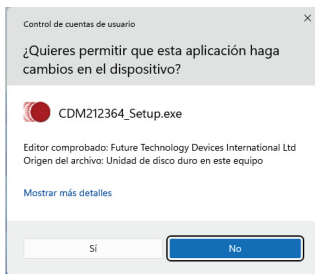 Control de cuentas de usuario
¿Quieres permitir que esta aplicación haga
cambios en el dispositivo?
CDM212364_Setup.exe
Editor comprobado: Future Technology Devices International Ltd
Origen del archivo: Unidad de disco duro en este equipo
Mostrar más detalles
Sí
No